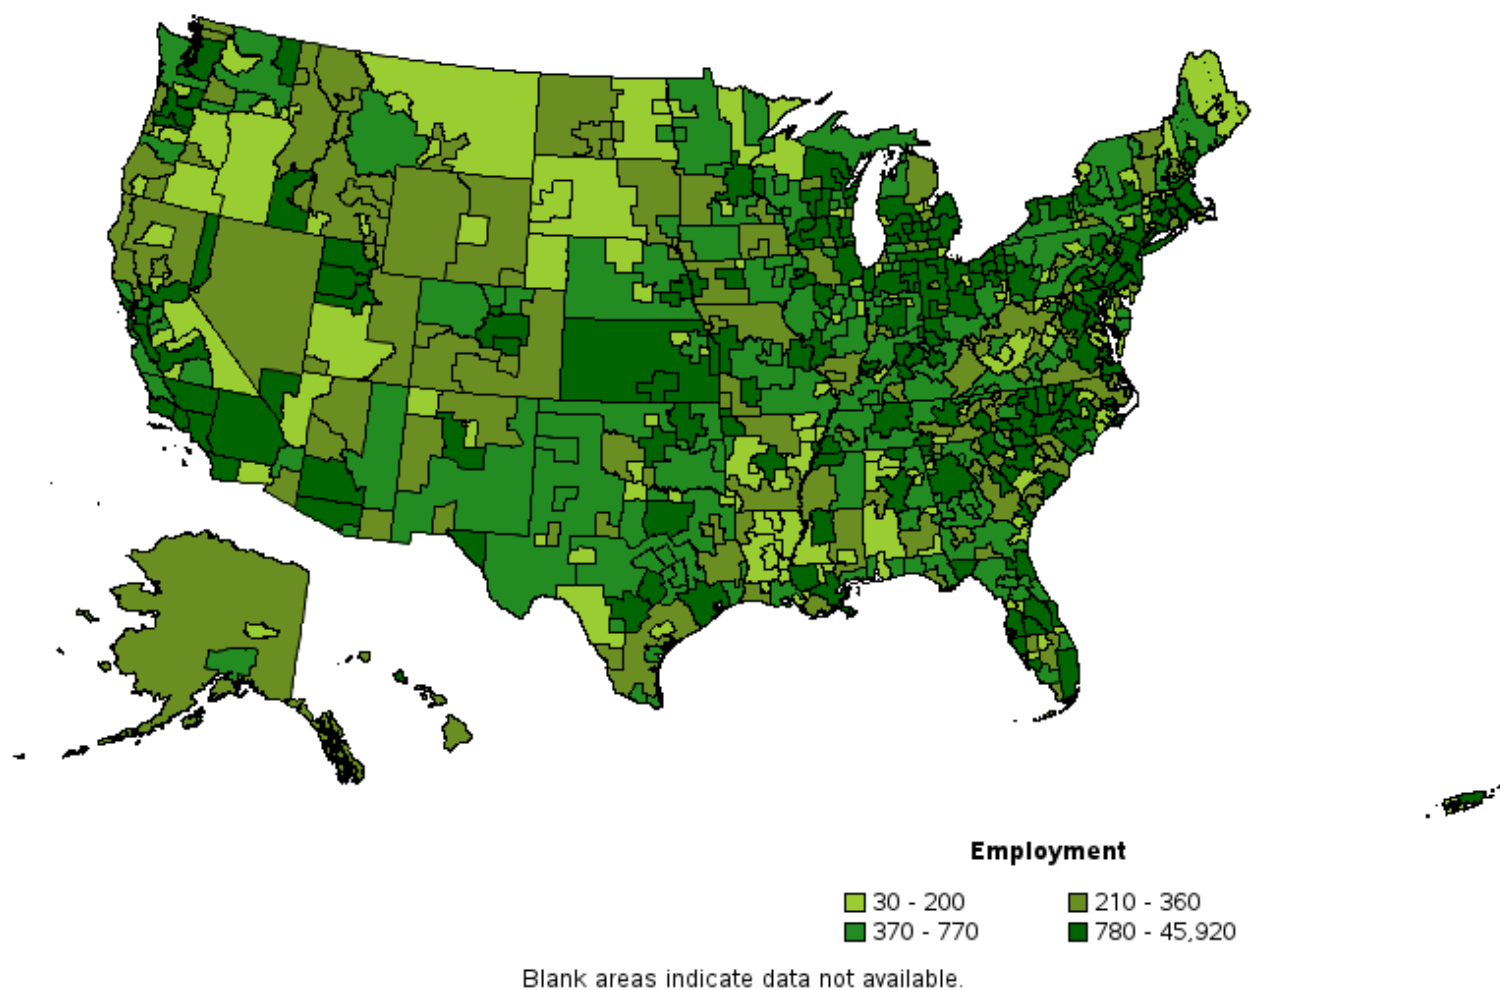 Employment
30 - 200
210 - 360
370 - 770
780 - 45,920
Blank areas indicate data not available.